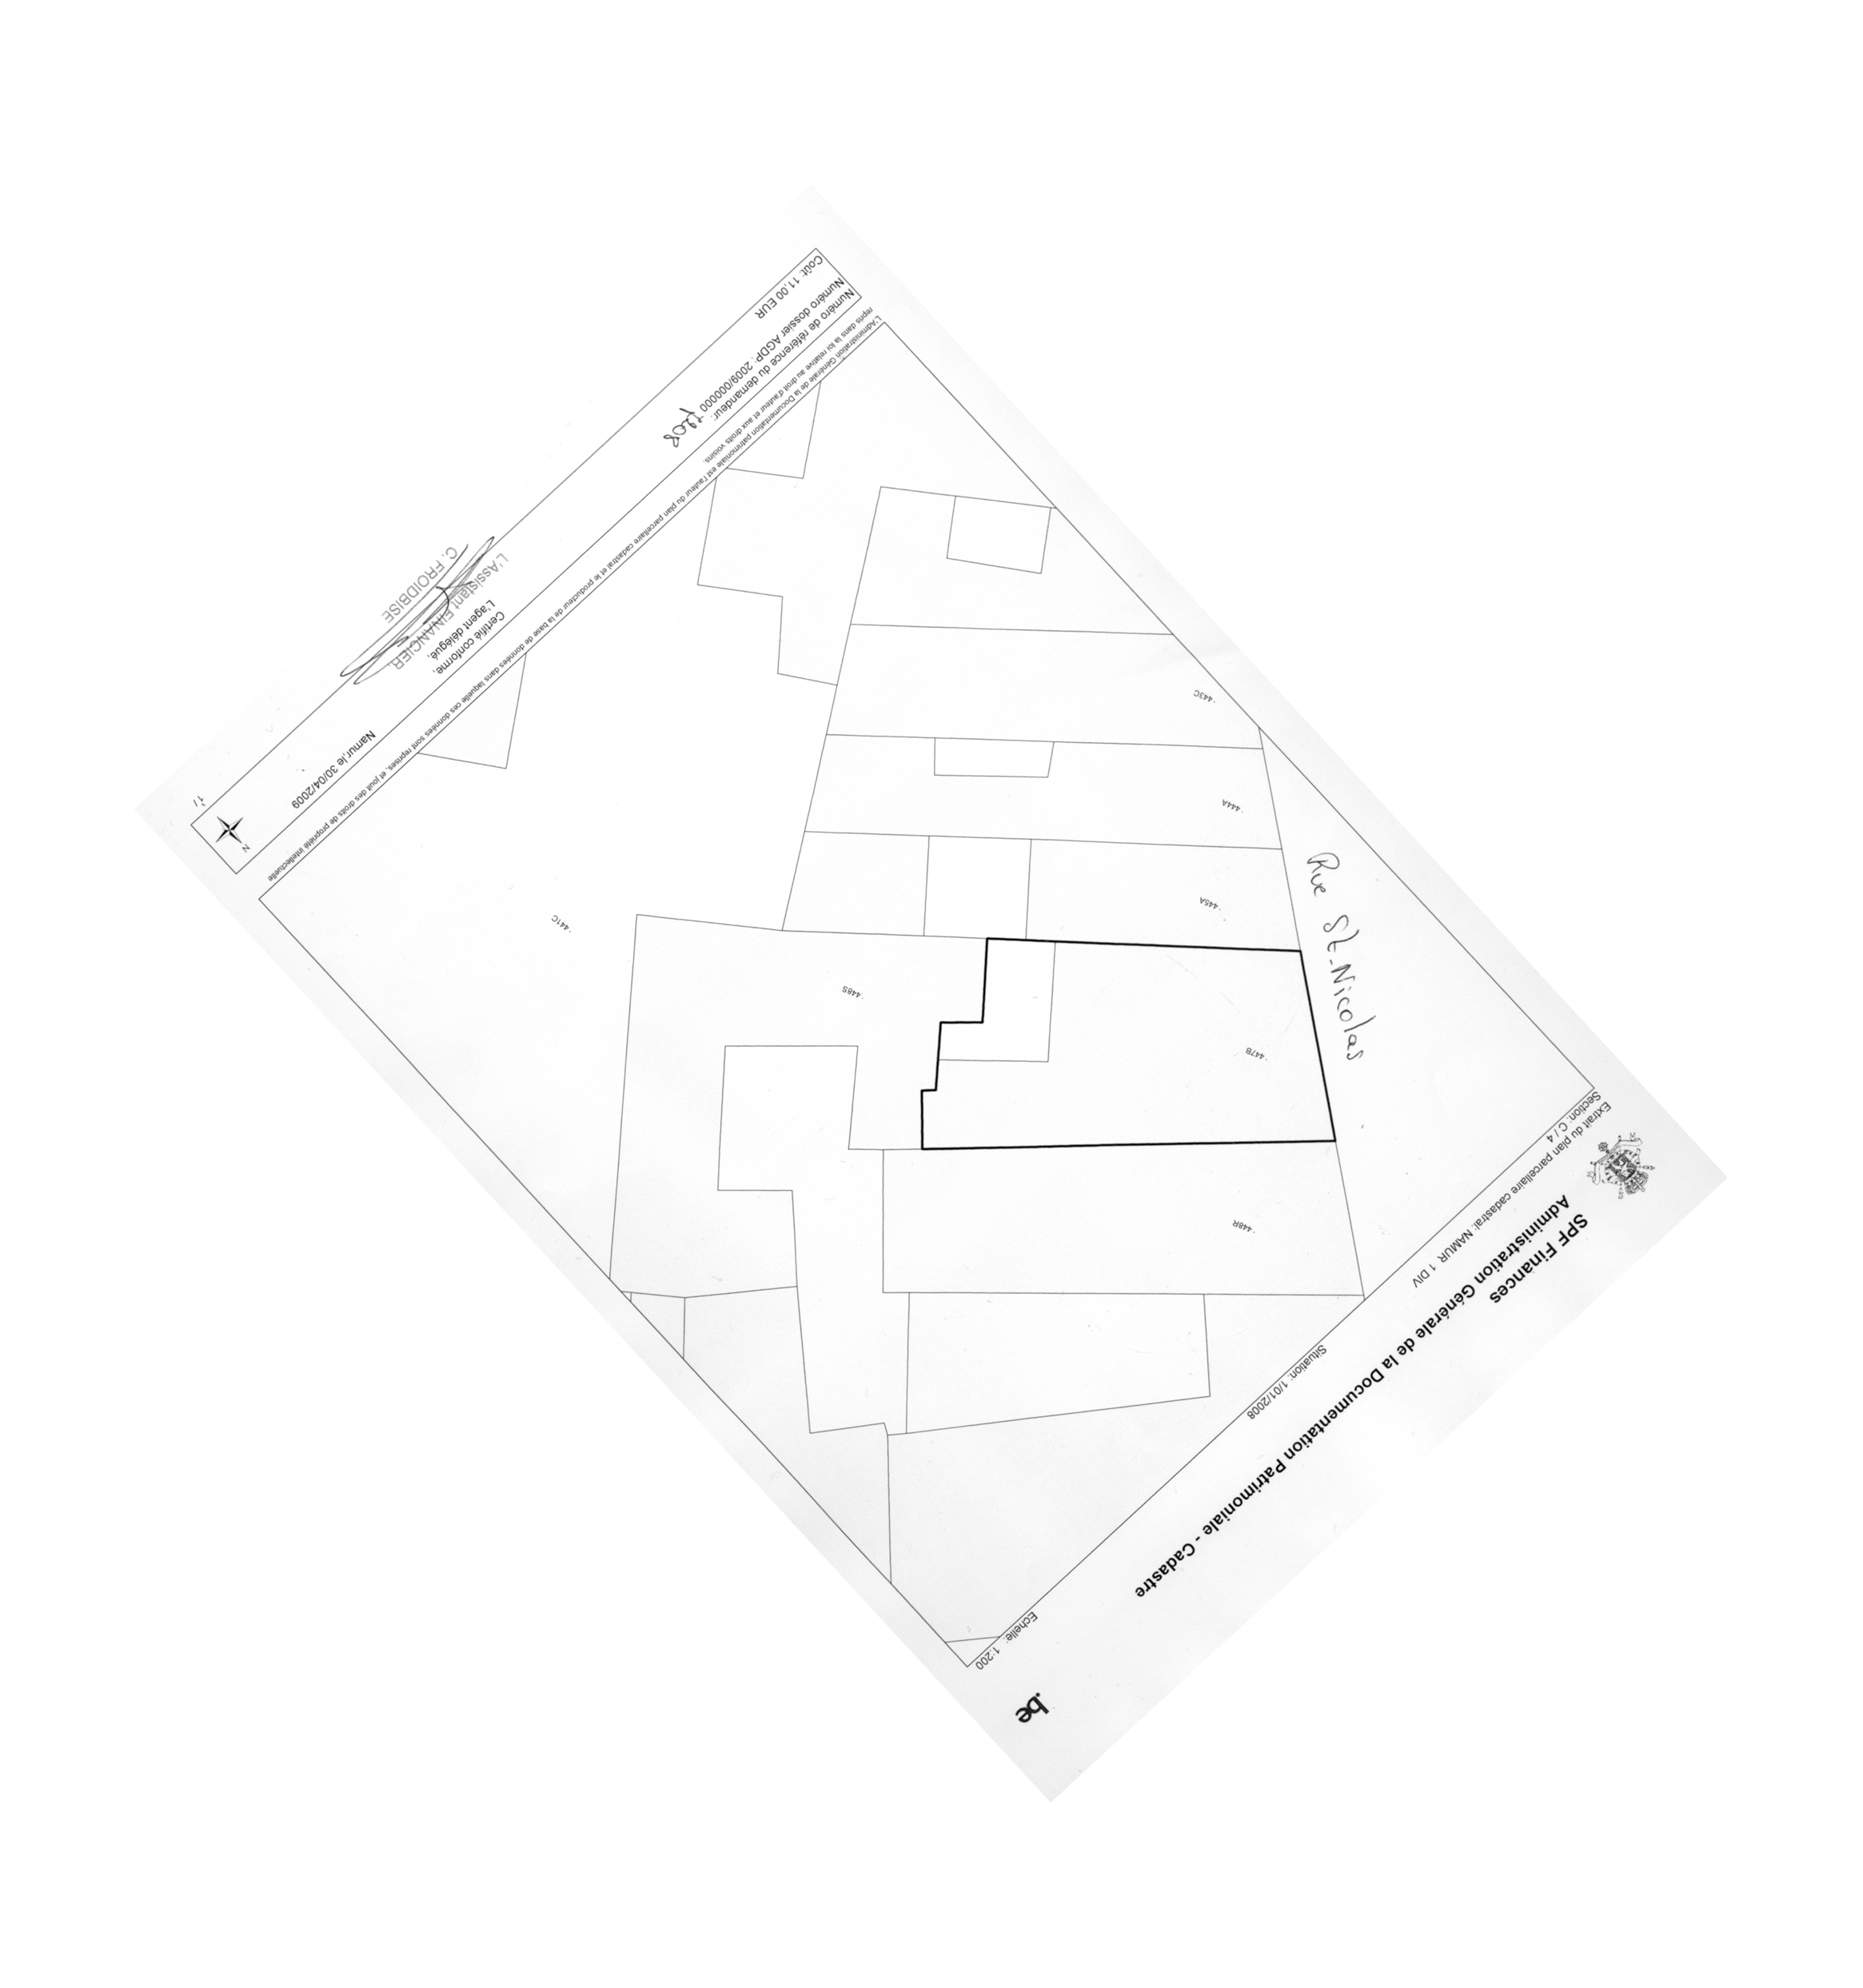 .be
SPF Finances
Administration Générale de la Documentation Patrimoniale - Cadastre
Extrait du plan parcellaire cadastral: NAMUR 1 DIV
Section: C / 4
Situation: 1/01/2008
Echelle: 1:200
448R
447B
Rue St-Nicolas
448S
445A
444A
443C
441C
L'Administration Générale de la Documentation patrimoniale est l'auteur du plan parcellaire cadastral et le producteur de la base de données dans laquelle ces données sont reprises, et jouit des droits de propriété intellectuelle
repris dans la loi relative au droit d'auteur et aux droits voisins.
Numéro de référence du demandeur:
Numéro dossier AGDP: 2009/000000
Coût: 11,00 EUR
Namur,le 30/04/2009
Certifié conforme,
L'agent délégué,
L'Assistant FINANCIER
C. FROIDBISE
N
1 /